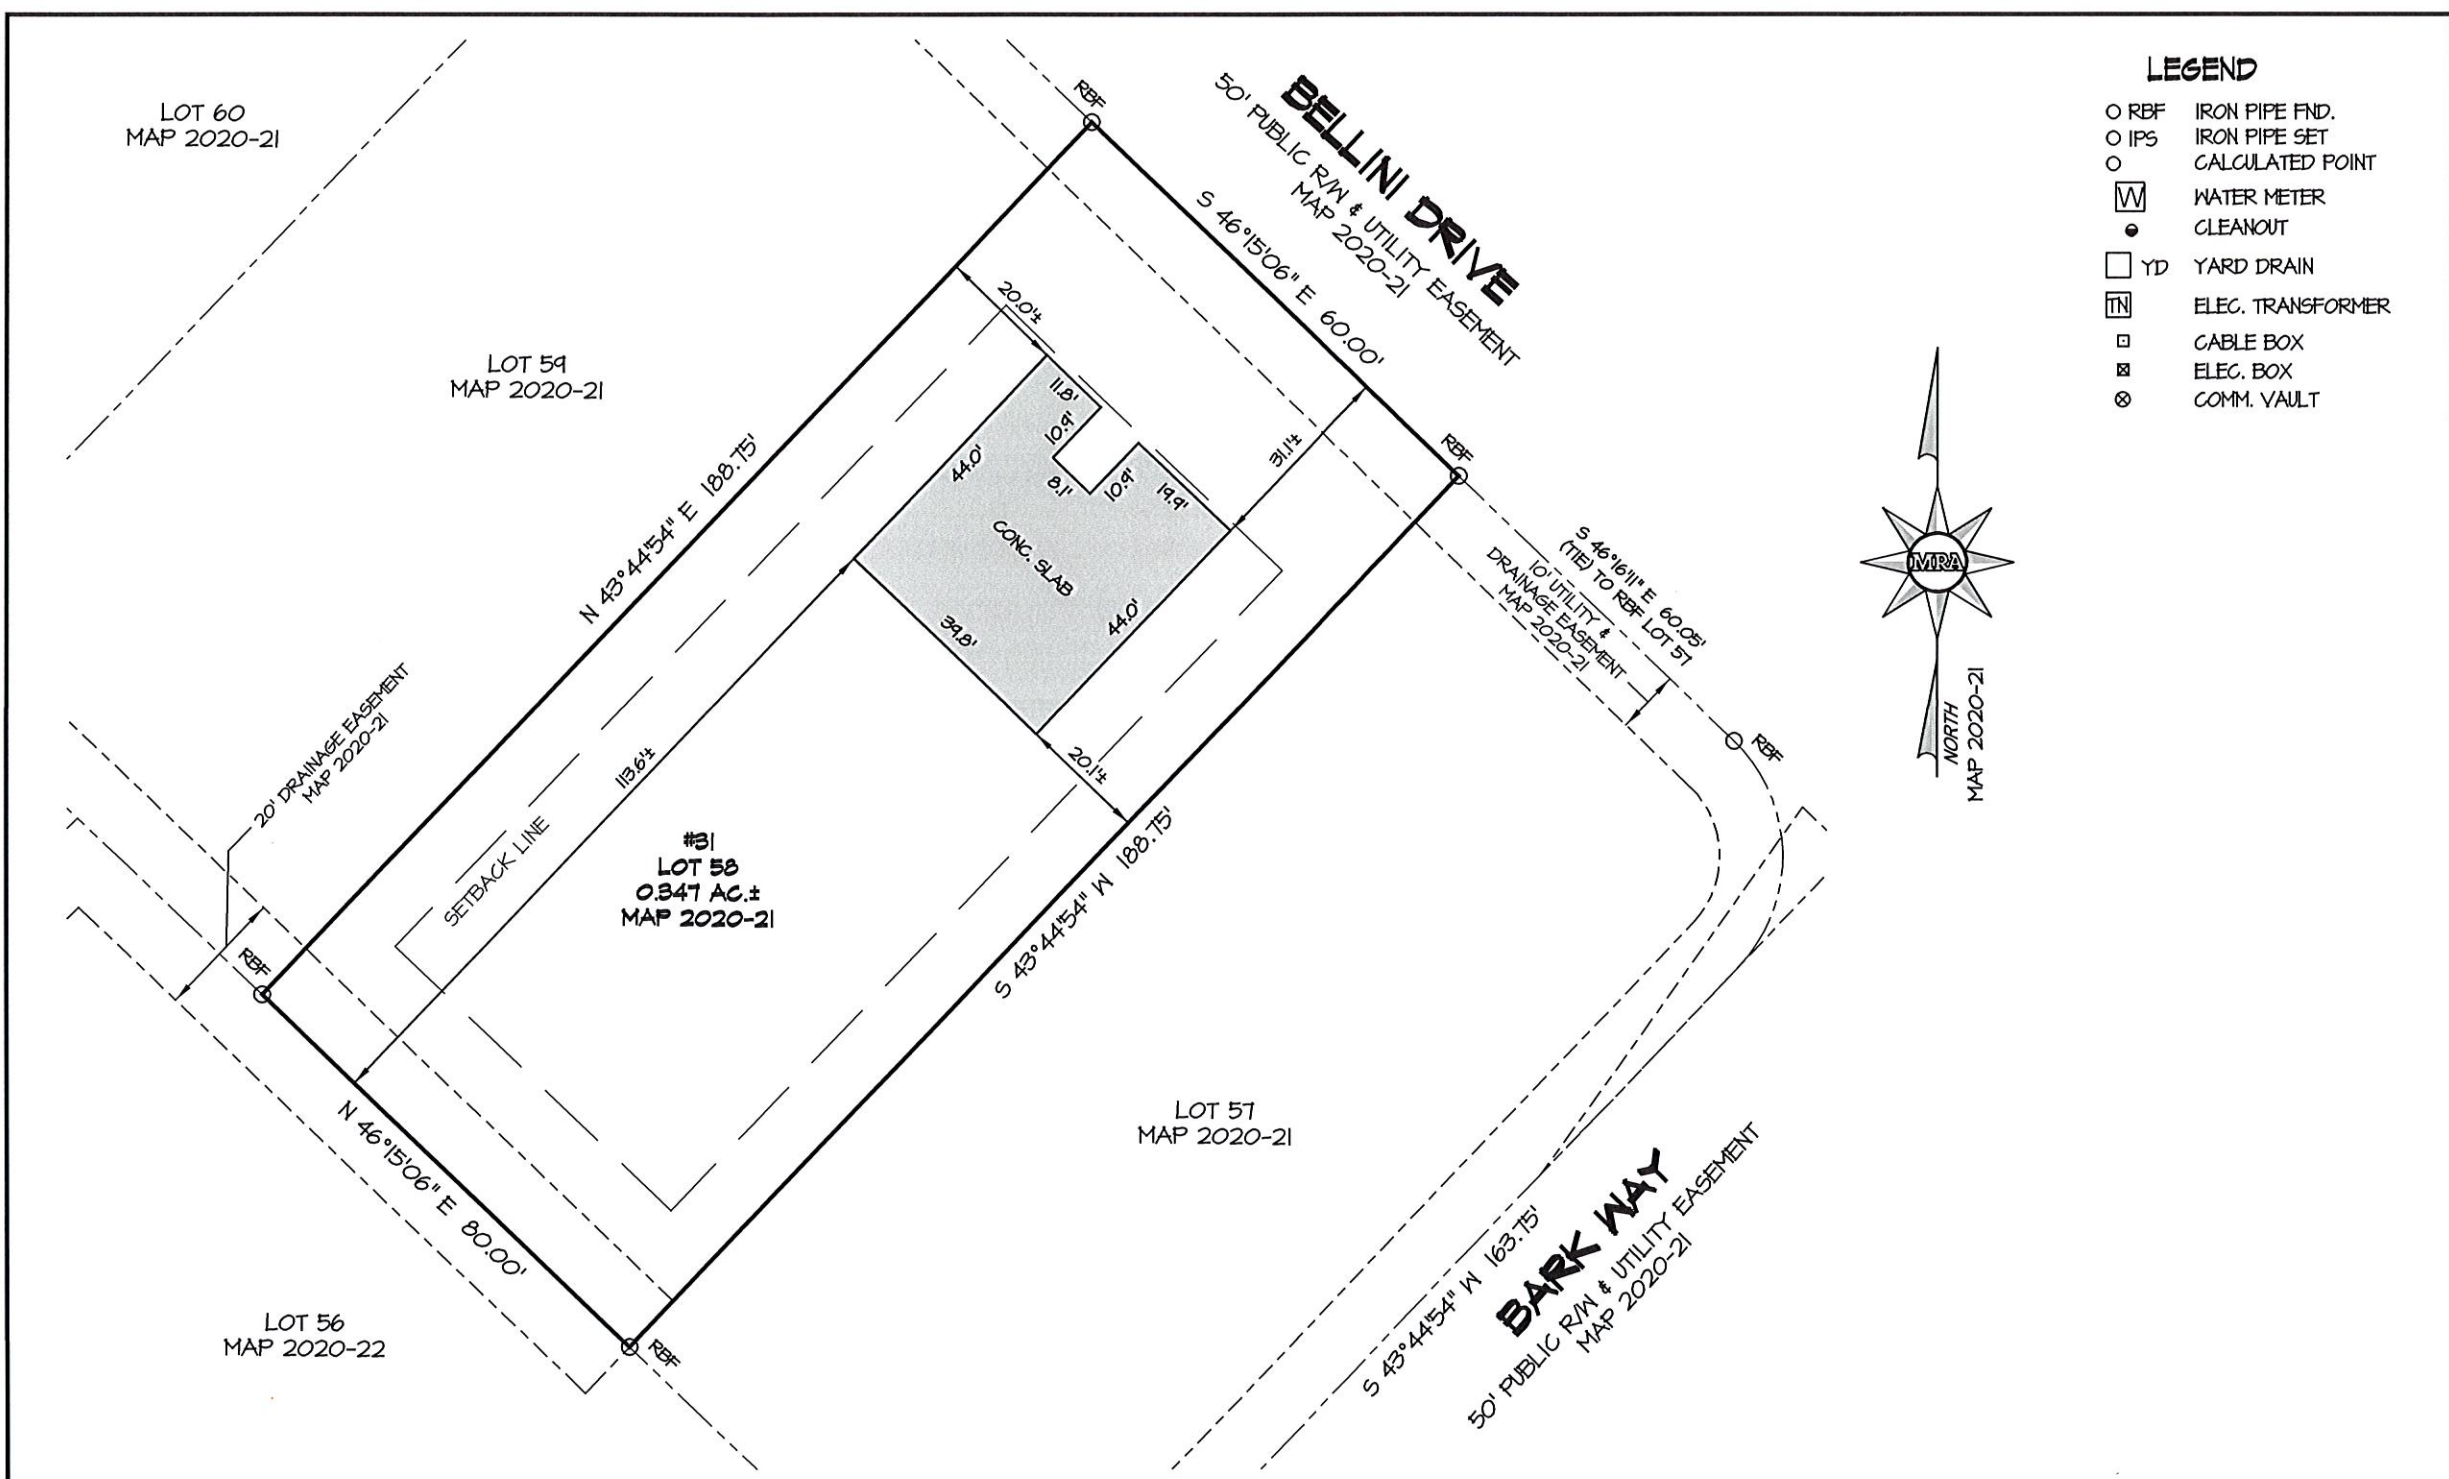 LOT 60
MAP 2020-21
LOT 59
MAP 2020-21
RBF
BELLINI DRIVE
50' PUBLIC R/W & UTILITY EASEMENT
MAP 2020-21
S 46°15'06" E 60.00'
LEGEND
RBF IRON PIPE FND.
IPS IRON PIPE SET
CALCULATED POINT
W WATER METER
CLEANOUT
YD YARD DRAIN
TN ELEC. TRANSFORMER
CABLE BOX
ELEC. BOX
COMM. VAULT
20.0'±
11.8'
10.9'
8.1'
10.9'
19.9'
44.0'
CONC. SLAB
44.0'
39.8'
31.1'±
RBF
N 43°44'54" E 188.75'
S 46°16'11" E 60.05'
(TIE) TO RBF LOT 57
10' UTILITY &
DRAINAGE EASEMENT
MAP 2020-21
MRA
NORTH
MAP 2020-21
RBF
20' DRAINAGE EASEMENT
MAP 2020-21
113.6'±
20.1'±
SETBACK LINE
#31
LOT 58
0.347 AC.±
MAP 2020-21
S 43°44'54" W 188.75'
RBF
N 46°15'06" E 80.00'
RBF
LOT 57
MAP 2020-21
LOT 56
MAP 2020-22
S 43°44'54" W 163.75'
BARK WAY
50' PUBLIC R/W & UTILITY EASEMENT
MAP 2020-21